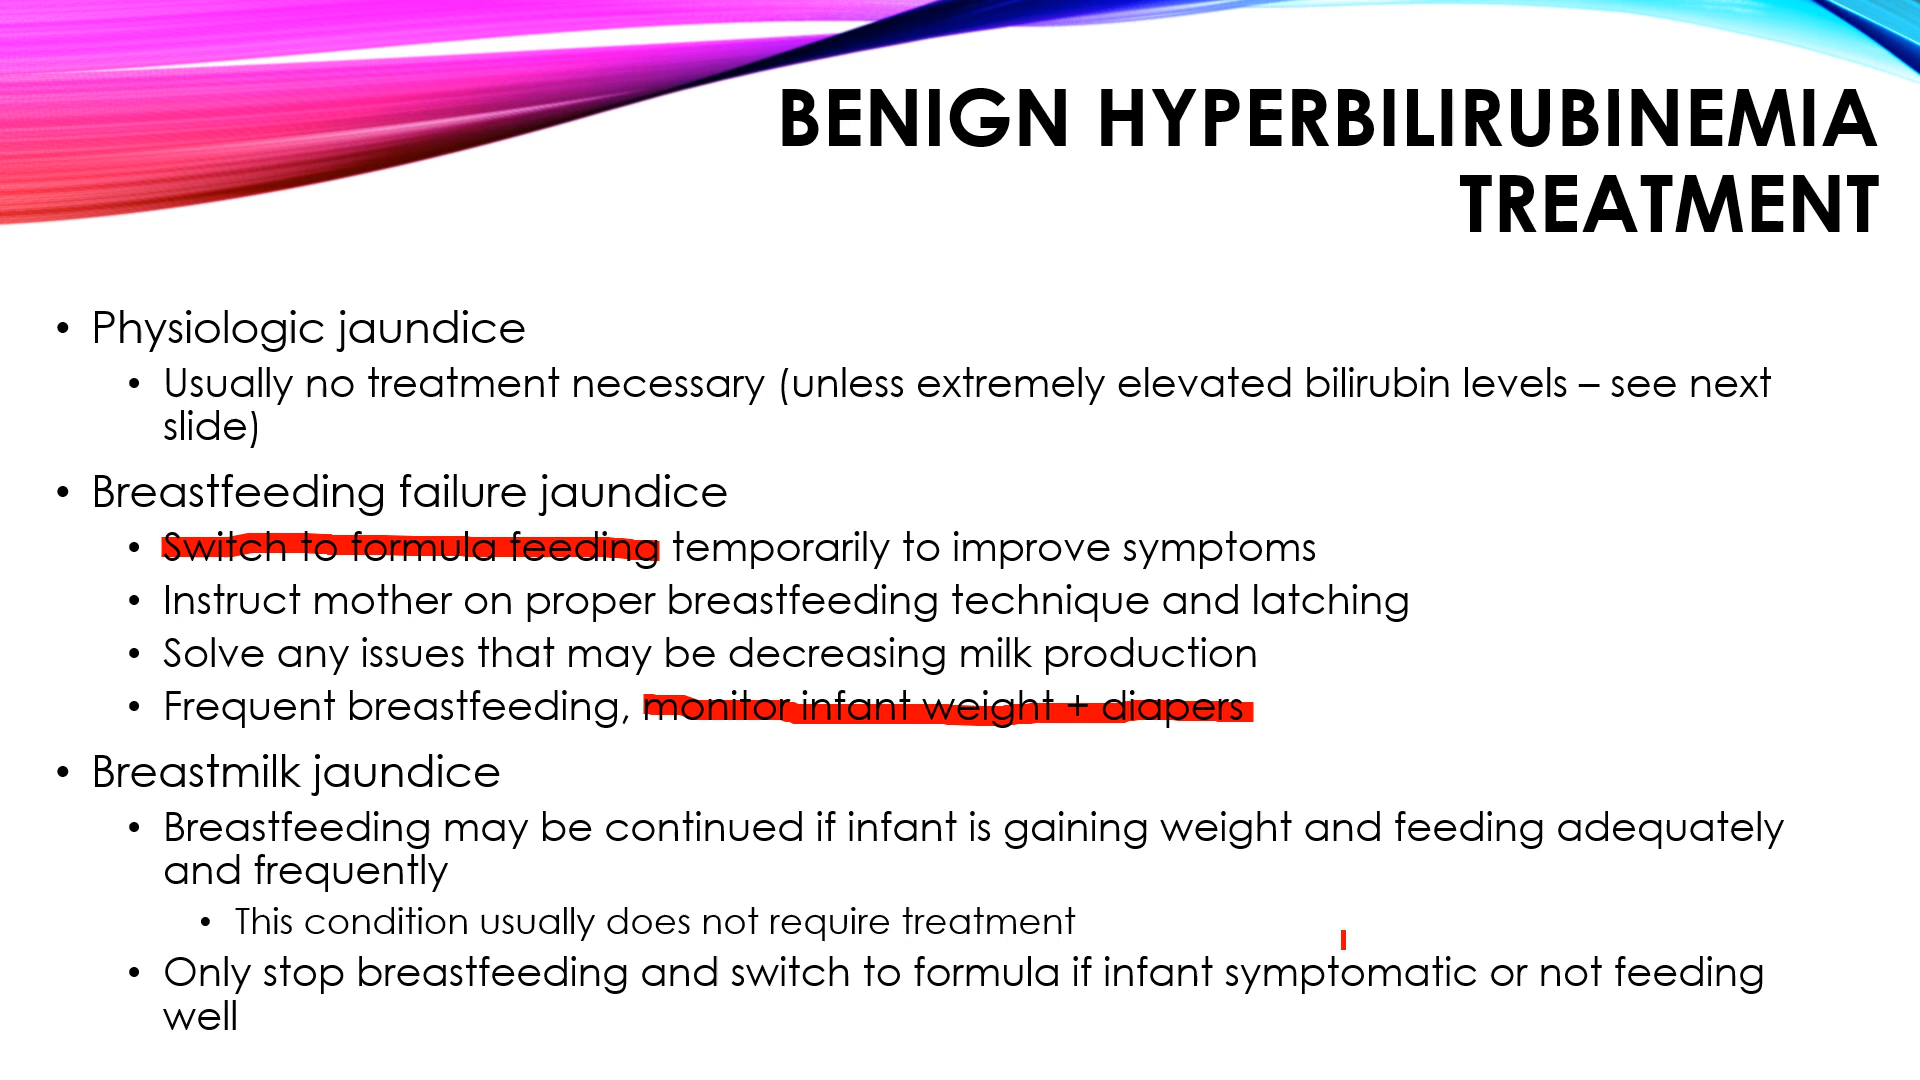 BENIGN HYPERBILIRUBINEMIA
TREATMENT
• Physiologic jaundice
• Usually no treatment necessary (unless extremely elevated bilirubin levels – see next
slide)
• Breastfeeding failure jaundice
• Switch to formula feeding temporarily to improve symptoms
• Instruct mother on proper breastfeeding technique and latching
• Solve any issues that may be decreasing milk production
• Frequent breastfeeding, monitor infant weight + diapers
• Breastmilk jaundice
• Breastfeeding may be continued if infant is gaining weight and feeding adequately
and frequently
• This condition usually does not require treatment
• Only stop breastfeeding and switch to formula if infant symptomatic or not feeding
well